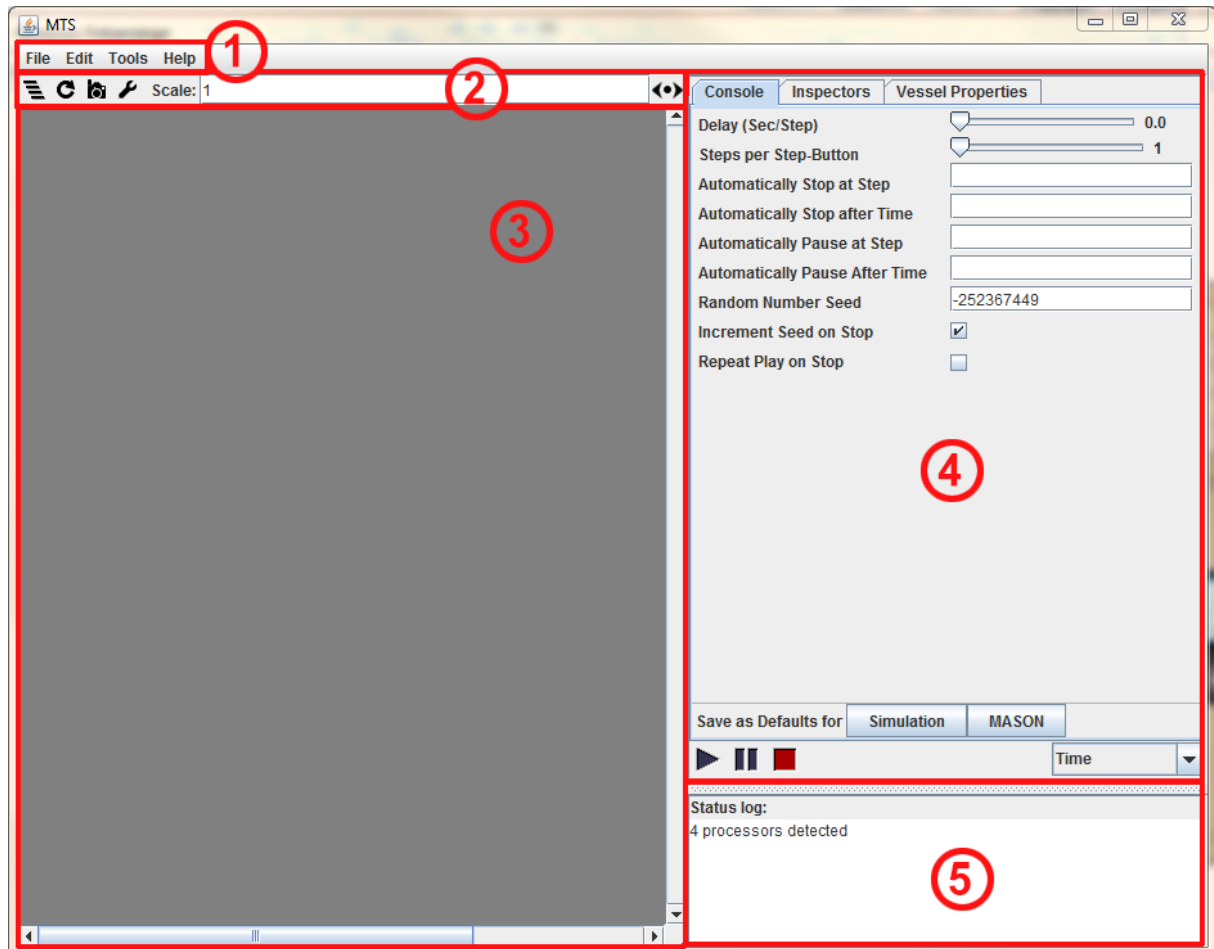 MTS
File Edit Tools Help
1
Scale: 1
2
3
Console Inspectors Vessel Properties
Delay (Sec/Step) 0.0
Steps per Step-Button 1
Automatically Stop at Step
Automatically Stop after Time
Automatically Pause at Step
Automatically Pause After Time
Random Number Seed -252367449
Increment Seed on Stop
Repeat Play on Stop
4
Save as Defaults for Simulation MASON
Time
Status log:
4 processors detected
5